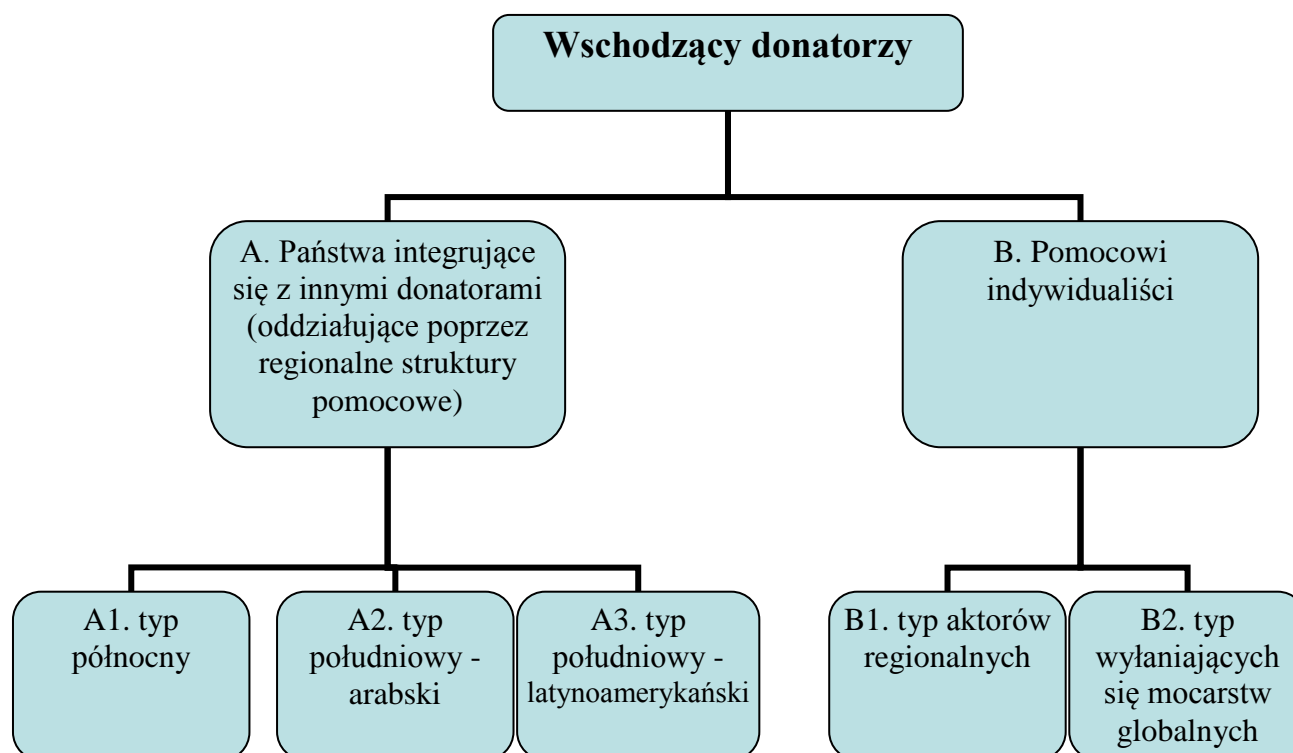 Wschodzący donatorzy
A. Państwa integrujące
się z innymi donatorami
(oddziałujące poprzez
regionalne struktury
pomocowe)
B. Pomocowi
indywidualiści
A1. typ
północny
A2. typ
południowy -
arabski
A3. typ
południowy -
latynoamerykański
B1. typ aktorów
regionalnych
B2. typ
wyłaniających
się mocarstw
globalnych